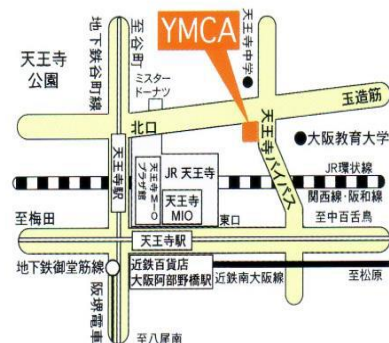 YMCA
天王寺
公園
地下鉄谷町線
至谷町
ミスター
ドーナツ
天王寺中学
玉造筋
北口
大阪教育大学
天王寺駅
天王寺MIO
プラザ館
JR 天王寺
天王寺
MIO
天王寺バイパス
JR環状線
関西線・阪和線
至梅田
東口
至中百舌鳥
天王寺駅
地下鉄御堂筋線
近鉄百貨店
大阪阿部野橋駅
近鉄南大阪線
至松原
阪堺電車
至八尾南